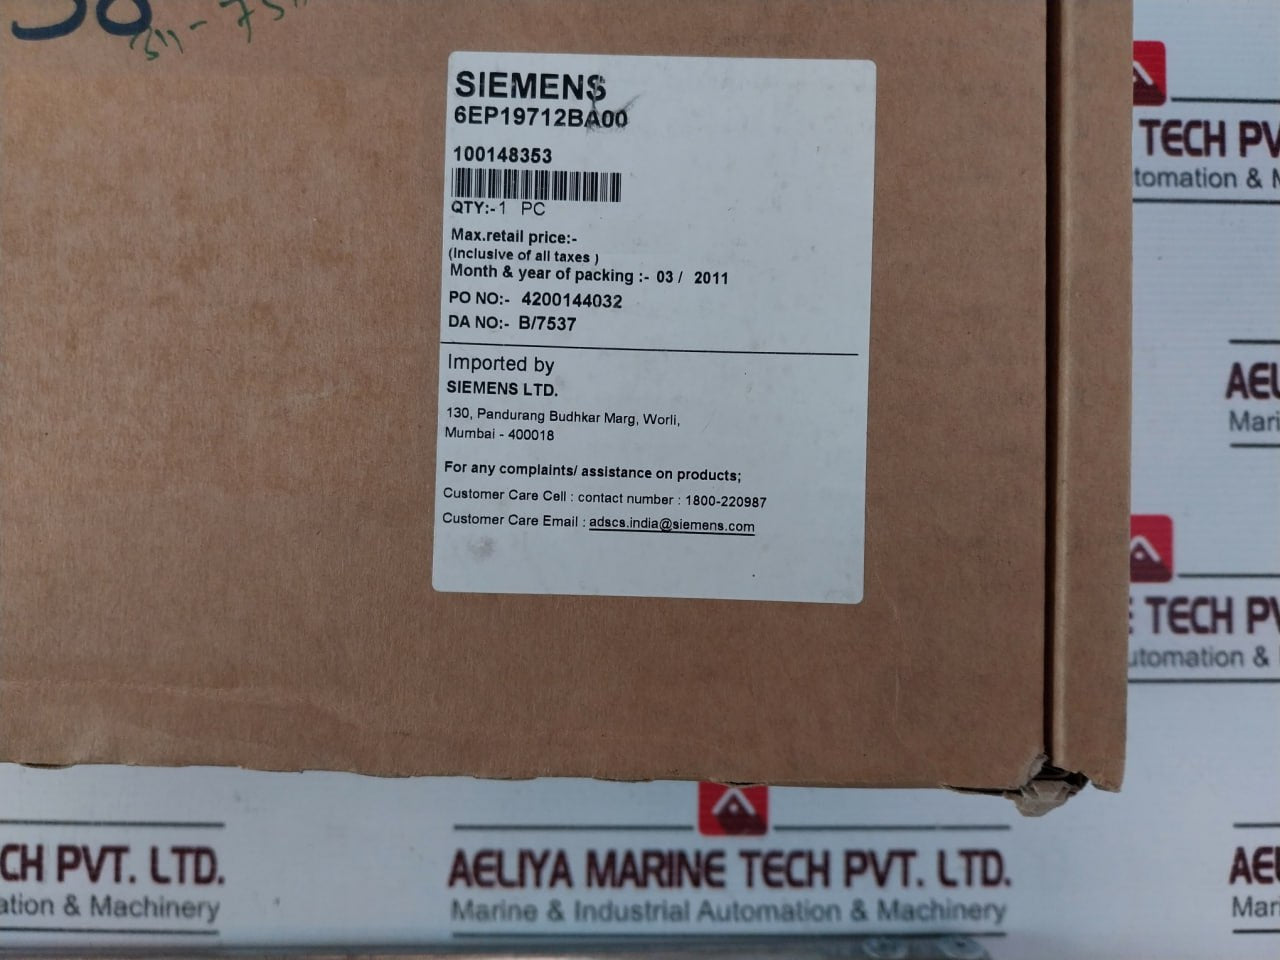 SIEMENS
6EP19712BA00
100148353
QTY:-1 PC
Max.retail price:-
(Inclusive of all taxes )
Month & year of packing :- 03 / 2011
PO NO:- 4200144032
DA NO:- B/7537
Imported by
SIEMENS LTD.
130, Pandurang Budhkar Marg, Worli,
Mumbai - 400018
For any complaints/ assistance on products;
Customer Care Cell : contact number : 1800-220987
Customer Care Email : adscs.india@siemens.com
TECH PV
tomation & M
AEL
Mari
TECH PV
utomation &
CH PVT. LTD.
ation & Machinery
AELIYA MARINE TECH PVT. LTD.
Marine & Industrial Automation & Machinery
AEL
Mari